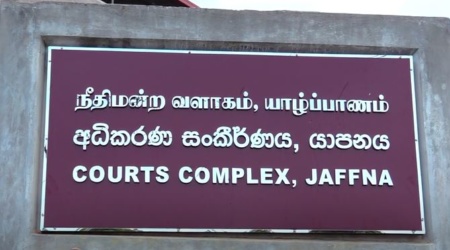 நீதிமன்ற வளாகம், யாழ்ப்பாணம்
අධිකරණ සංකීර්ණය, යාපනය
COURTS COMPLEX, JAFFNA